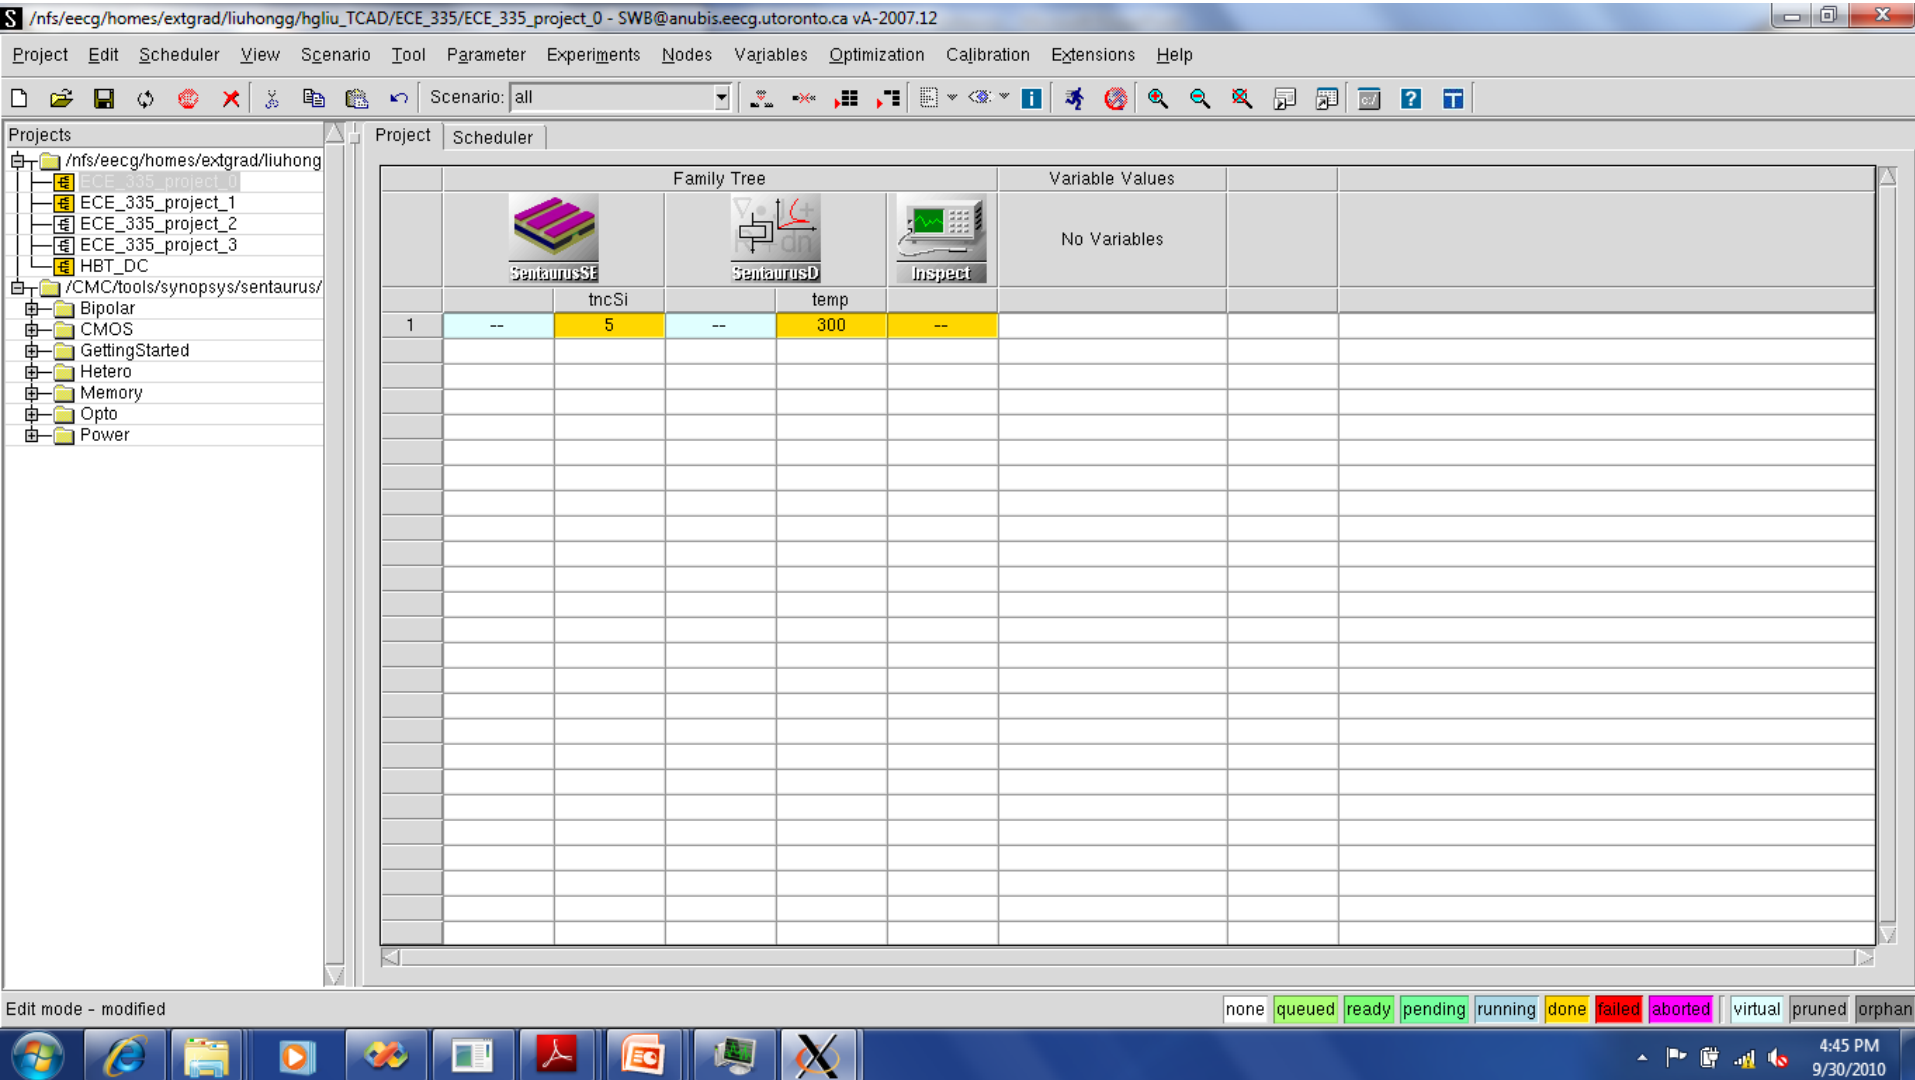 /nfs/eecg/homes/extgrad/liuhongg/hgliu_TCAD/ECE_335/ECE_335_project_0 - SWB@anubis.eecg.utoronto.ca vA-2007.12
Project Edit Scheduler View Scenario Tool Parameter Experiments Nodes Variables Optimization Calibration Extensions Help
Scenario: all
Projects
/nfs/eecg/homes/extgrad/liuhong
ECE_335_project_0
ECE_335_project_1
ECE_335_project_2
ECE_335_project_3
HBT_DC
/CMC/tools/synopsys/sentaurus/
Bipolar
CMOS
GettingStarted
Hetero
Memory
Opto
Power
Project Scheduler
Family Tree Variable Values
SentaurusSE SentaurusD Inspect No Variables
tncSi temp
1 -- 5 -- 300 --
Edit mode - modified
none queued ready pending running done failed aborted virtual pruned orphan
4:45 PM
9/30/2010